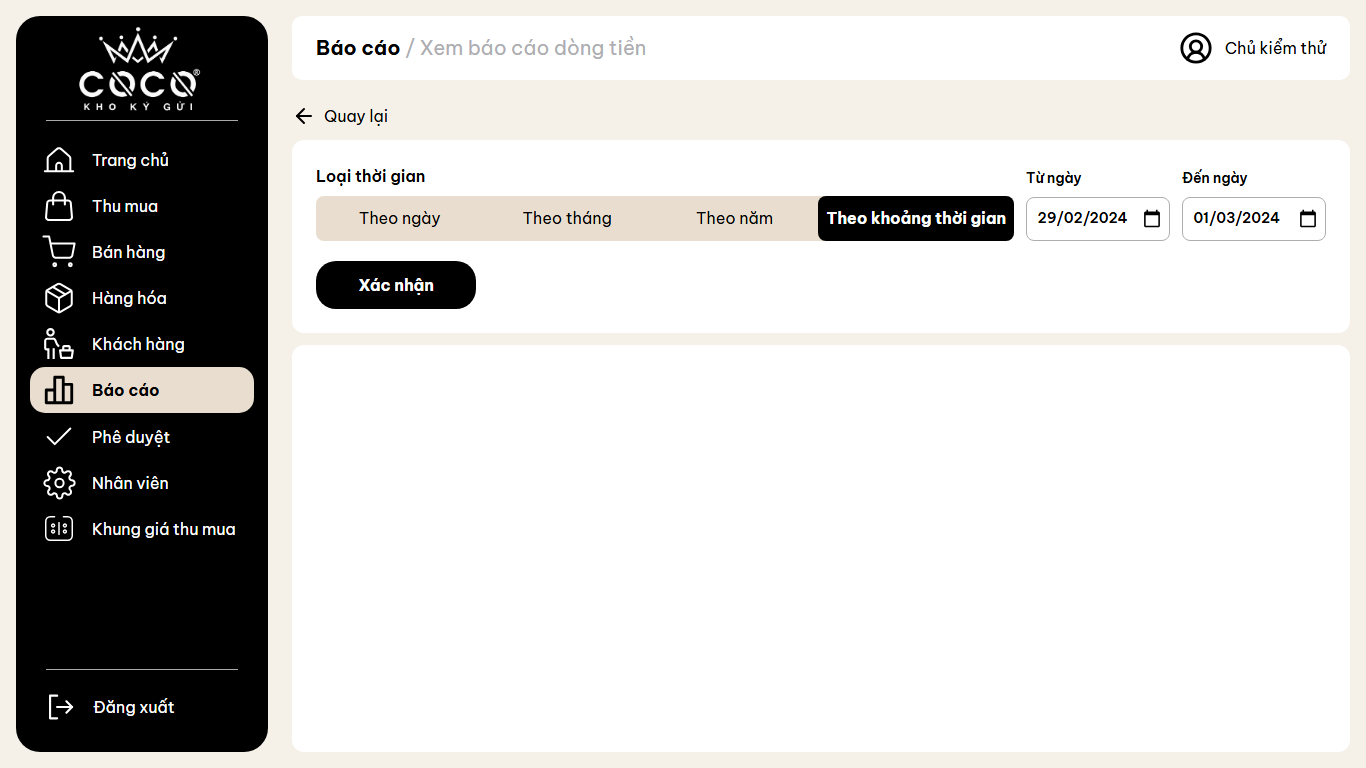 COCO®
KHO KÝ GỬI
Trang chủ
Thu mua
Bán hàng
Hàng hóa
Khách hàng
Báo cáo
Phê duyệt
Nhân viên
Khung giá thu mua
Đăng xuất
Báo cáo / Xem báo cáo dòng tiền
Chủ kiểm thử
Quay lại
Loại thời gian
Theo ngày
Theo tháng
Theo năm
Theo khoảng thời gian
Từ ngày
29/02/2024
Đến ngày
01/03/2024
Xác nhận